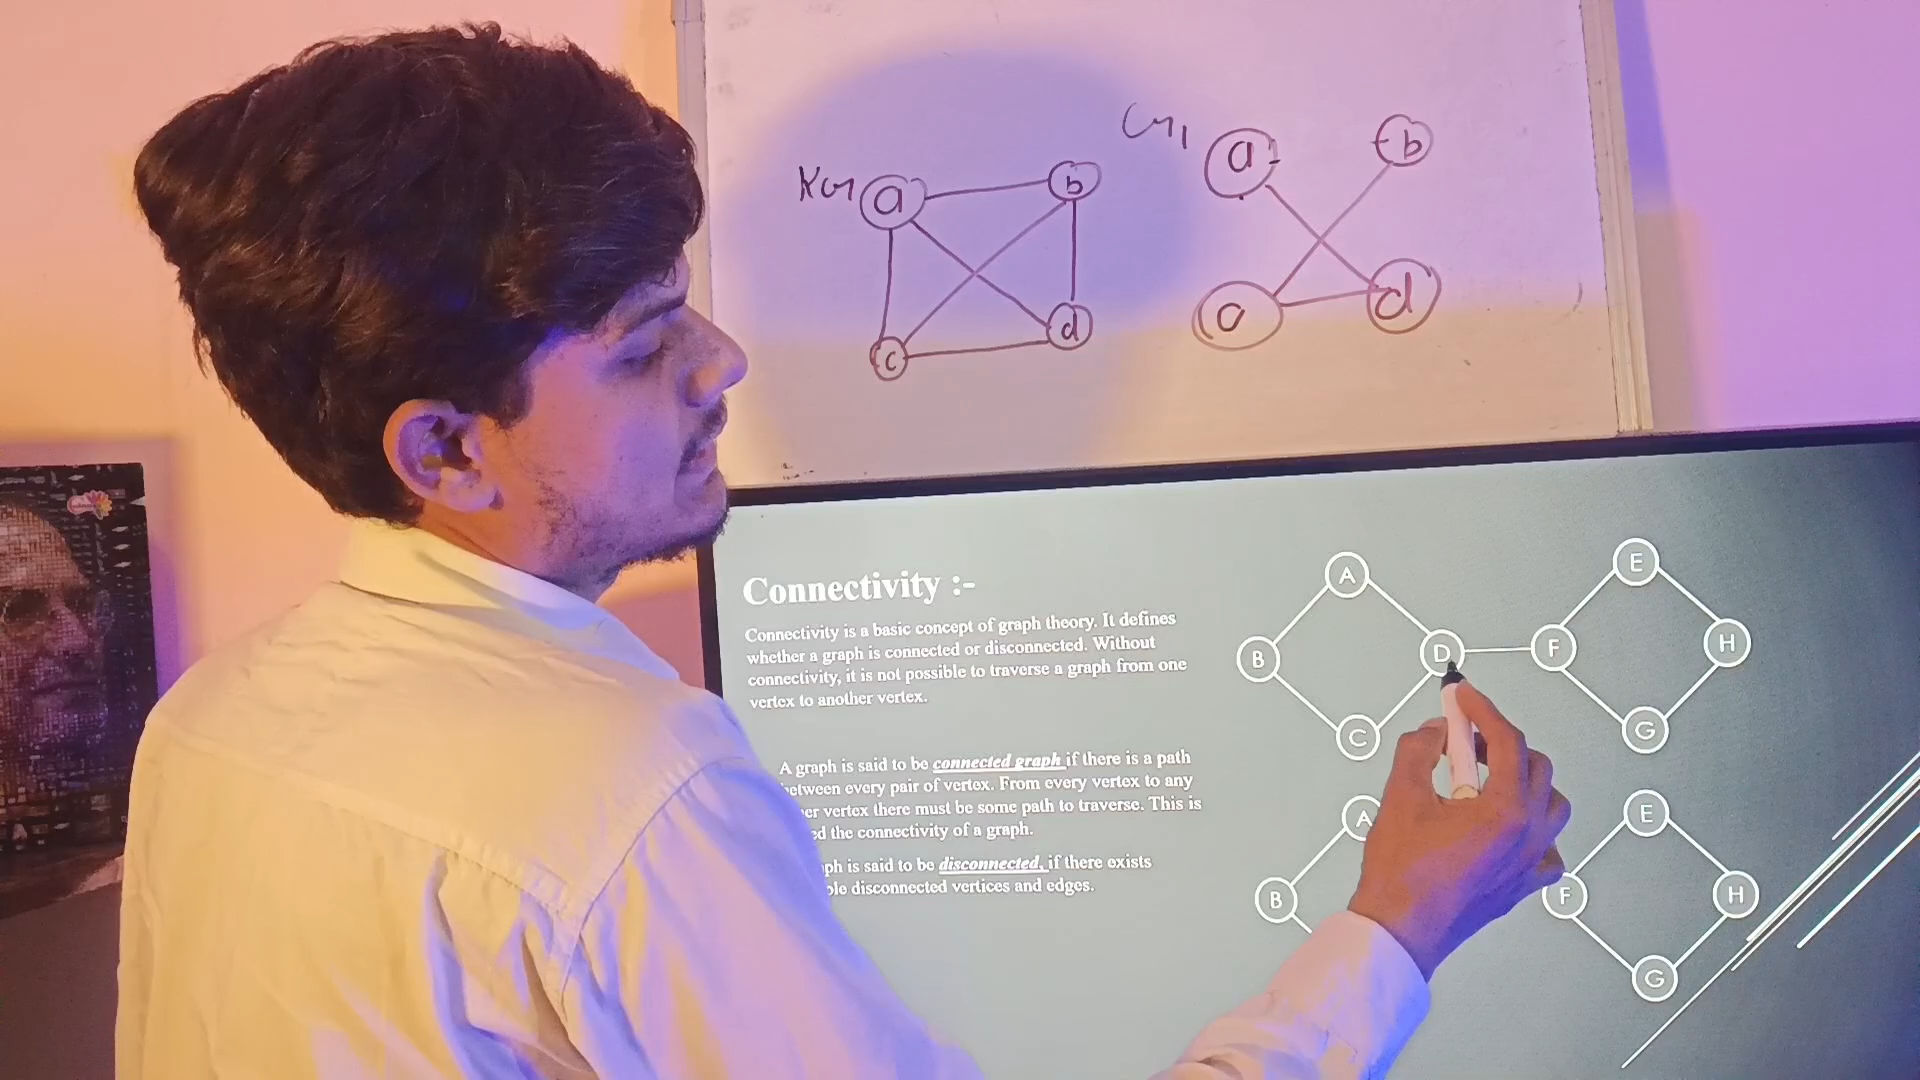 a
b
c
d
a
b
a
d
Connectivity :-
Connectivity is a basic concept of graph theory. It defines
whether a graph is connected or disconnected. Without
connectivity, it is not possible to traverse a graph from one
vertex to another vertex.
A graph is said to be connected graph if there is a path
between every pair of vertex. From every vertex to any
er vertex there must be some path to traverse. This is
ed the connectivity of a graph.
ph is said to be disconnected, if there exists
ple disconnected vertices and edges.
A
B
D
C
E
F
H
G
A
B
E
F
H
G